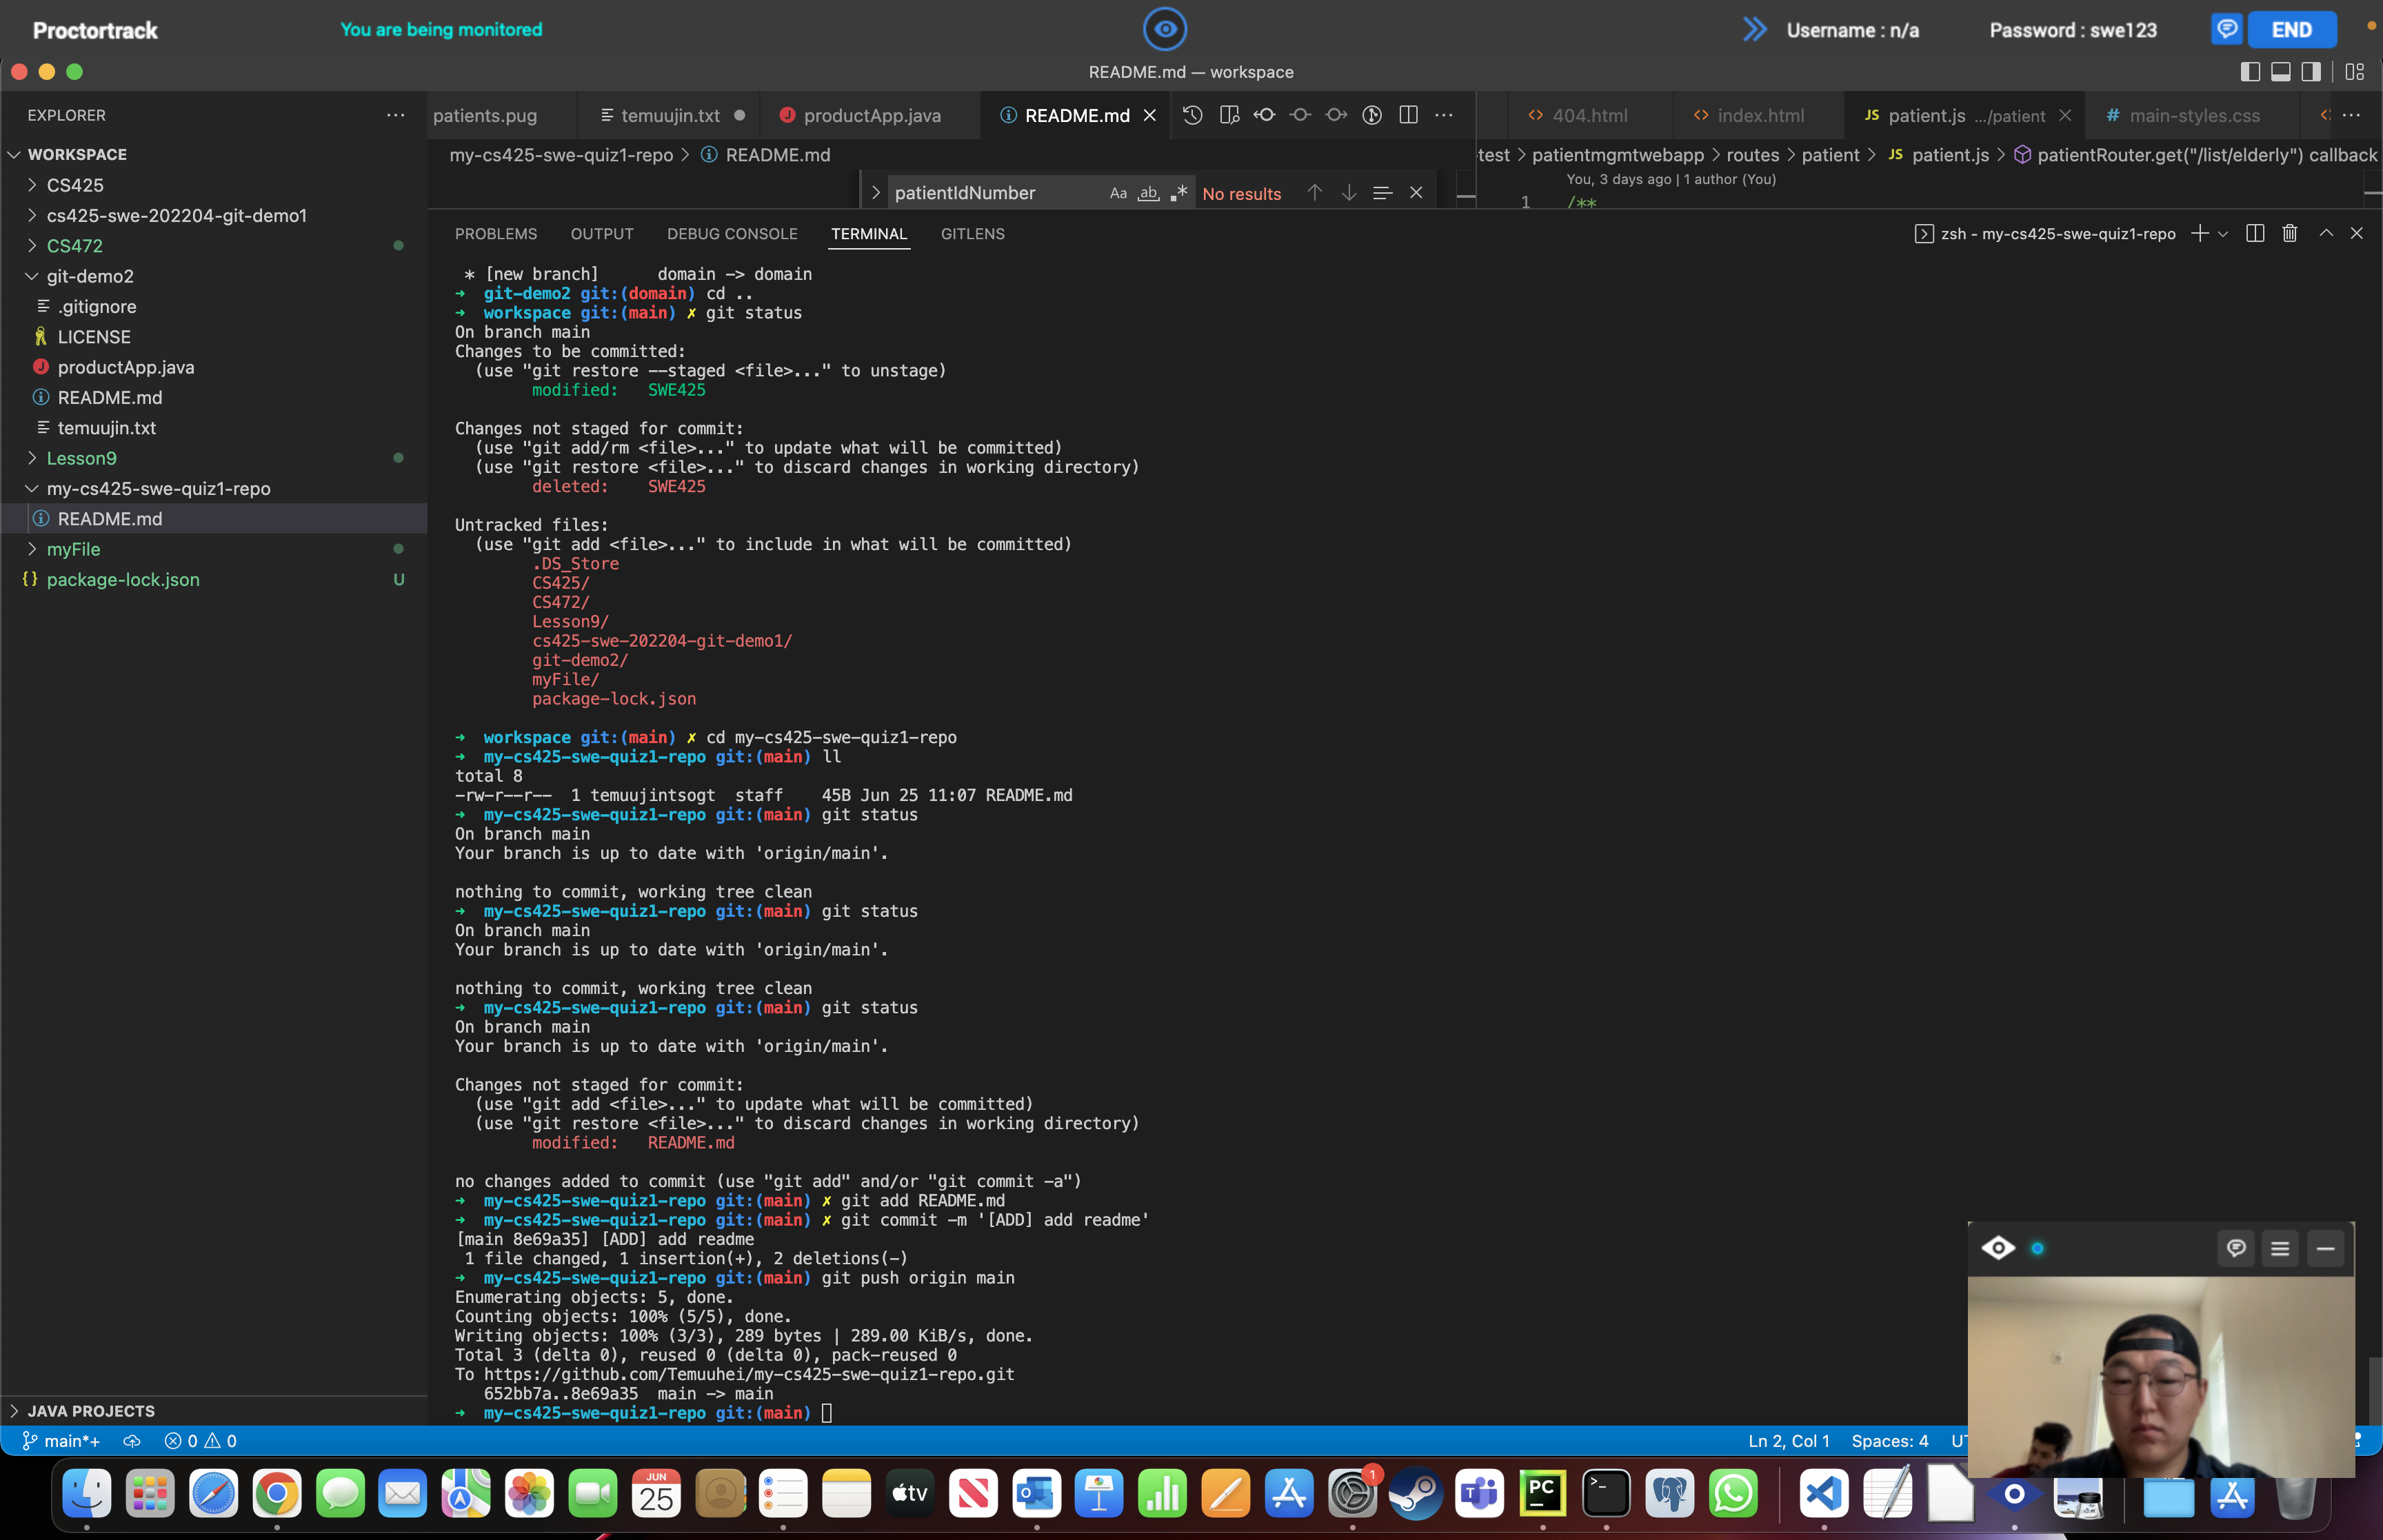 Proctortrack
You are being monitored
Username : n/a
Password : swe123
END
README.md — workspace
EXPLORER
patients.pug
temuujin.txt
productApp.java
README.md
404.html
index.html
JS patient.js .../patient
# main-styles.css
WORKSPACE
my-cs425-swe-quiz1-repo > README.md
test > patientmgmtwebapp > routes > patient > JS patient.js > patientRouter.get("/list/elderly") callback
CS425
cs425-swe-202204-git-demo1
CS472
git-demo2
.gitignore
LICENSE
productApp.java
README.md
temuujin.txt
Lesson9
my-cs425-swe-quiz1-repo
README.md
myFile
package-lock.json U
JAVA PROJECTS
patientIdNumber
Aa ab .*
No results
You, 3 days ago | 1 author (You)
1 /**
PROBLEMS OUTPUT DEBUG CONSOLE TERMINAL GITLENS
zsh - my-cs425-swe-quiz1-repo
* [new branch] domain -> domain
➜ git-demo2 git:(domain) cd ..
➜ workspace git:(main) ✗ git status
On branch main
Changes to be committed:
(use "git restore --staged <file>..." to unstage)
modified: SWE425
Changes not staged for commit:
(use "git add/rm <file>..." to update what will be committed)
(use "git restore <file>..." to discard changes in working directory)
deleted: SWE425
Untracked files:
(use "git add <file>..." to include in what will be committed)
.DS_Store
CS425/
CS472/
Lesson9/
cs425-swe-202204-git-demo1/
git-demo2/
myFile/
package-lock.json
➜ workspace git:(main) ✗ cd my-cs425-swe-quiz1-repo
➜ my-cs425-swe-quiz1-repo git:(main) ll
total 8
-rw-r--r-- 1 temuujintsogt staff 45B Jun 25 11:07 README.md
➜ my-cs425-swe-quiz1-repo git:(main) git status
On branch main
Your branch is up to date with 'origin/main'.
nothing to commit, working tree clean
➜ my-cs425-swe-quiz1-repo git:(main) git status
On branch main
Your branch is up to date with 'origin/main'.
nothing to commit, working tree clean
➜ my-cs425-swe-quiz1-repo git:(main) git status
On branch main
Your branch is up to date with 'origin/main'.
Changes not staged for commit:
(use "git add <file>..." to update what will be committed)
(use "git restore <file>..." to discard changes in working directory)
modified: README.md
no changes added to commit (use "git add" and/or "git commit -a")
➜ my-cs425-swe-quiz1-repo git:(main) ✗ git add README.md
➜ my-cs425-swe-quiz1-repo git:(main) ✗ git commit -m '[ADD] add readme'
[main 8e69a35] [ADD] add readme
1 file changed, 1 insertion(+), 2 deletions(-)
➜ my-cs425-swe-quiz1-repo git:(main) git push origin main
Enumerating objects: 5, done.
Counting objects: 100% (5/5), done.
Writing objects: 100% (3/3), 289 bytes | 289.00 KiB/s, done.
Total 3 (delta 0), reused 0 (delta 0), pack-reused 0
To https://github.com/Temuuhei/my-cs425-swe-quiz1-repo.git
652bb7a..8e69a35 main -> main
➜ my-cs425-swe-quiz1-repo git:(main)
main*+ 0 0
Ln 2, Col 1 Spaces: 4
JUN
25
tv
1
PC